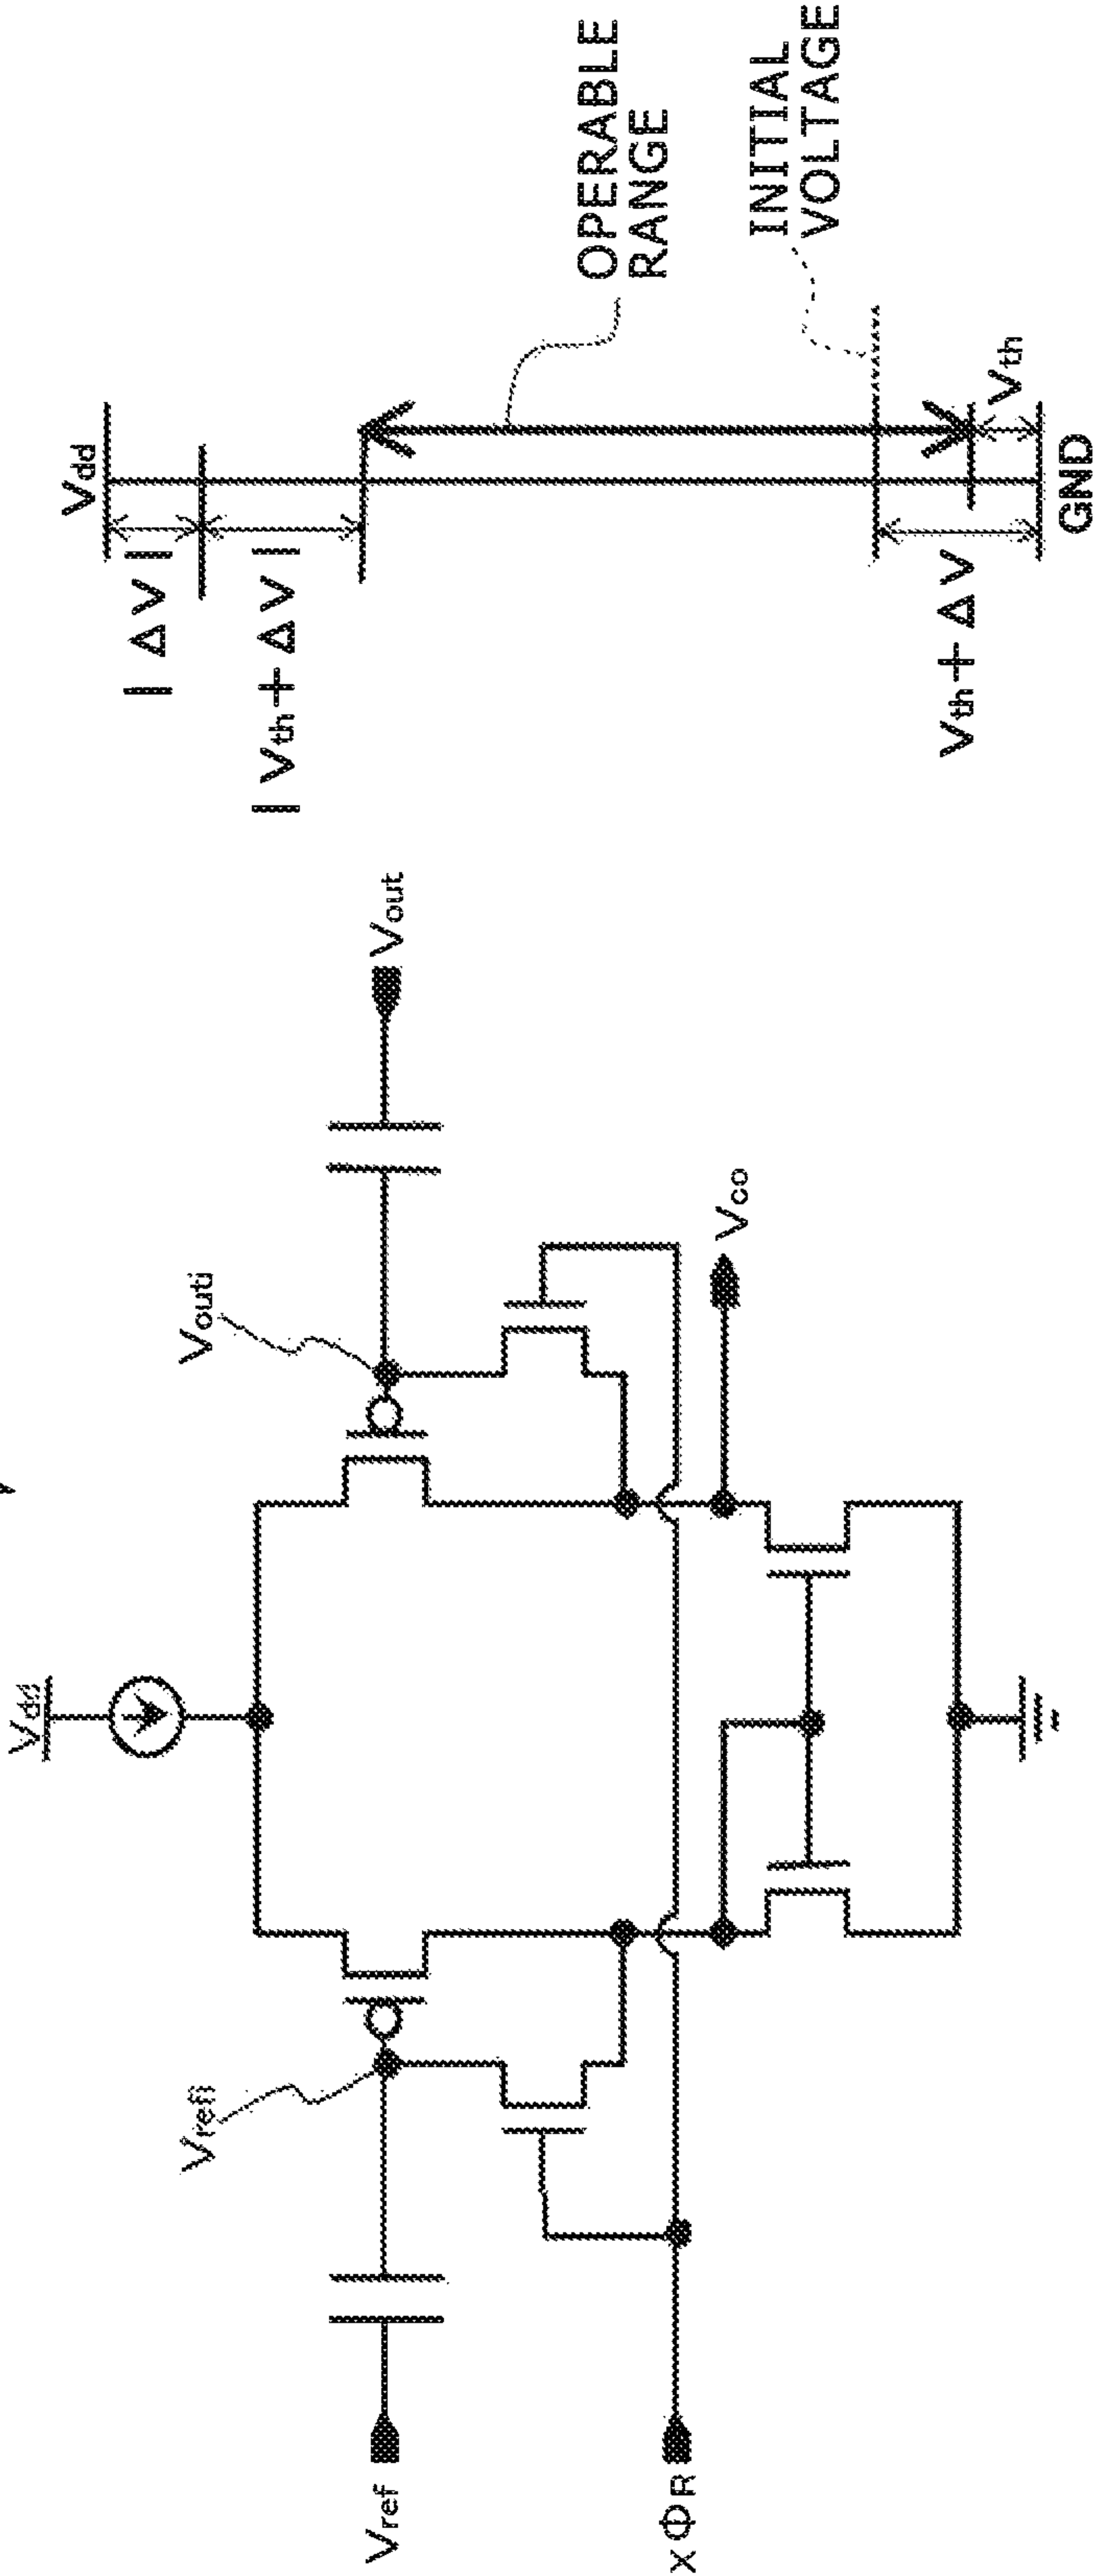 Vdd
Vrefi
Vouti
Vref
Vout
xΦR
Vco
Vdd
|ΔV|
|Vth+ΔV|
OPERABLE
RANGE
INITIAL
VOLTAGE
Vth+ΔV
Vth
GND